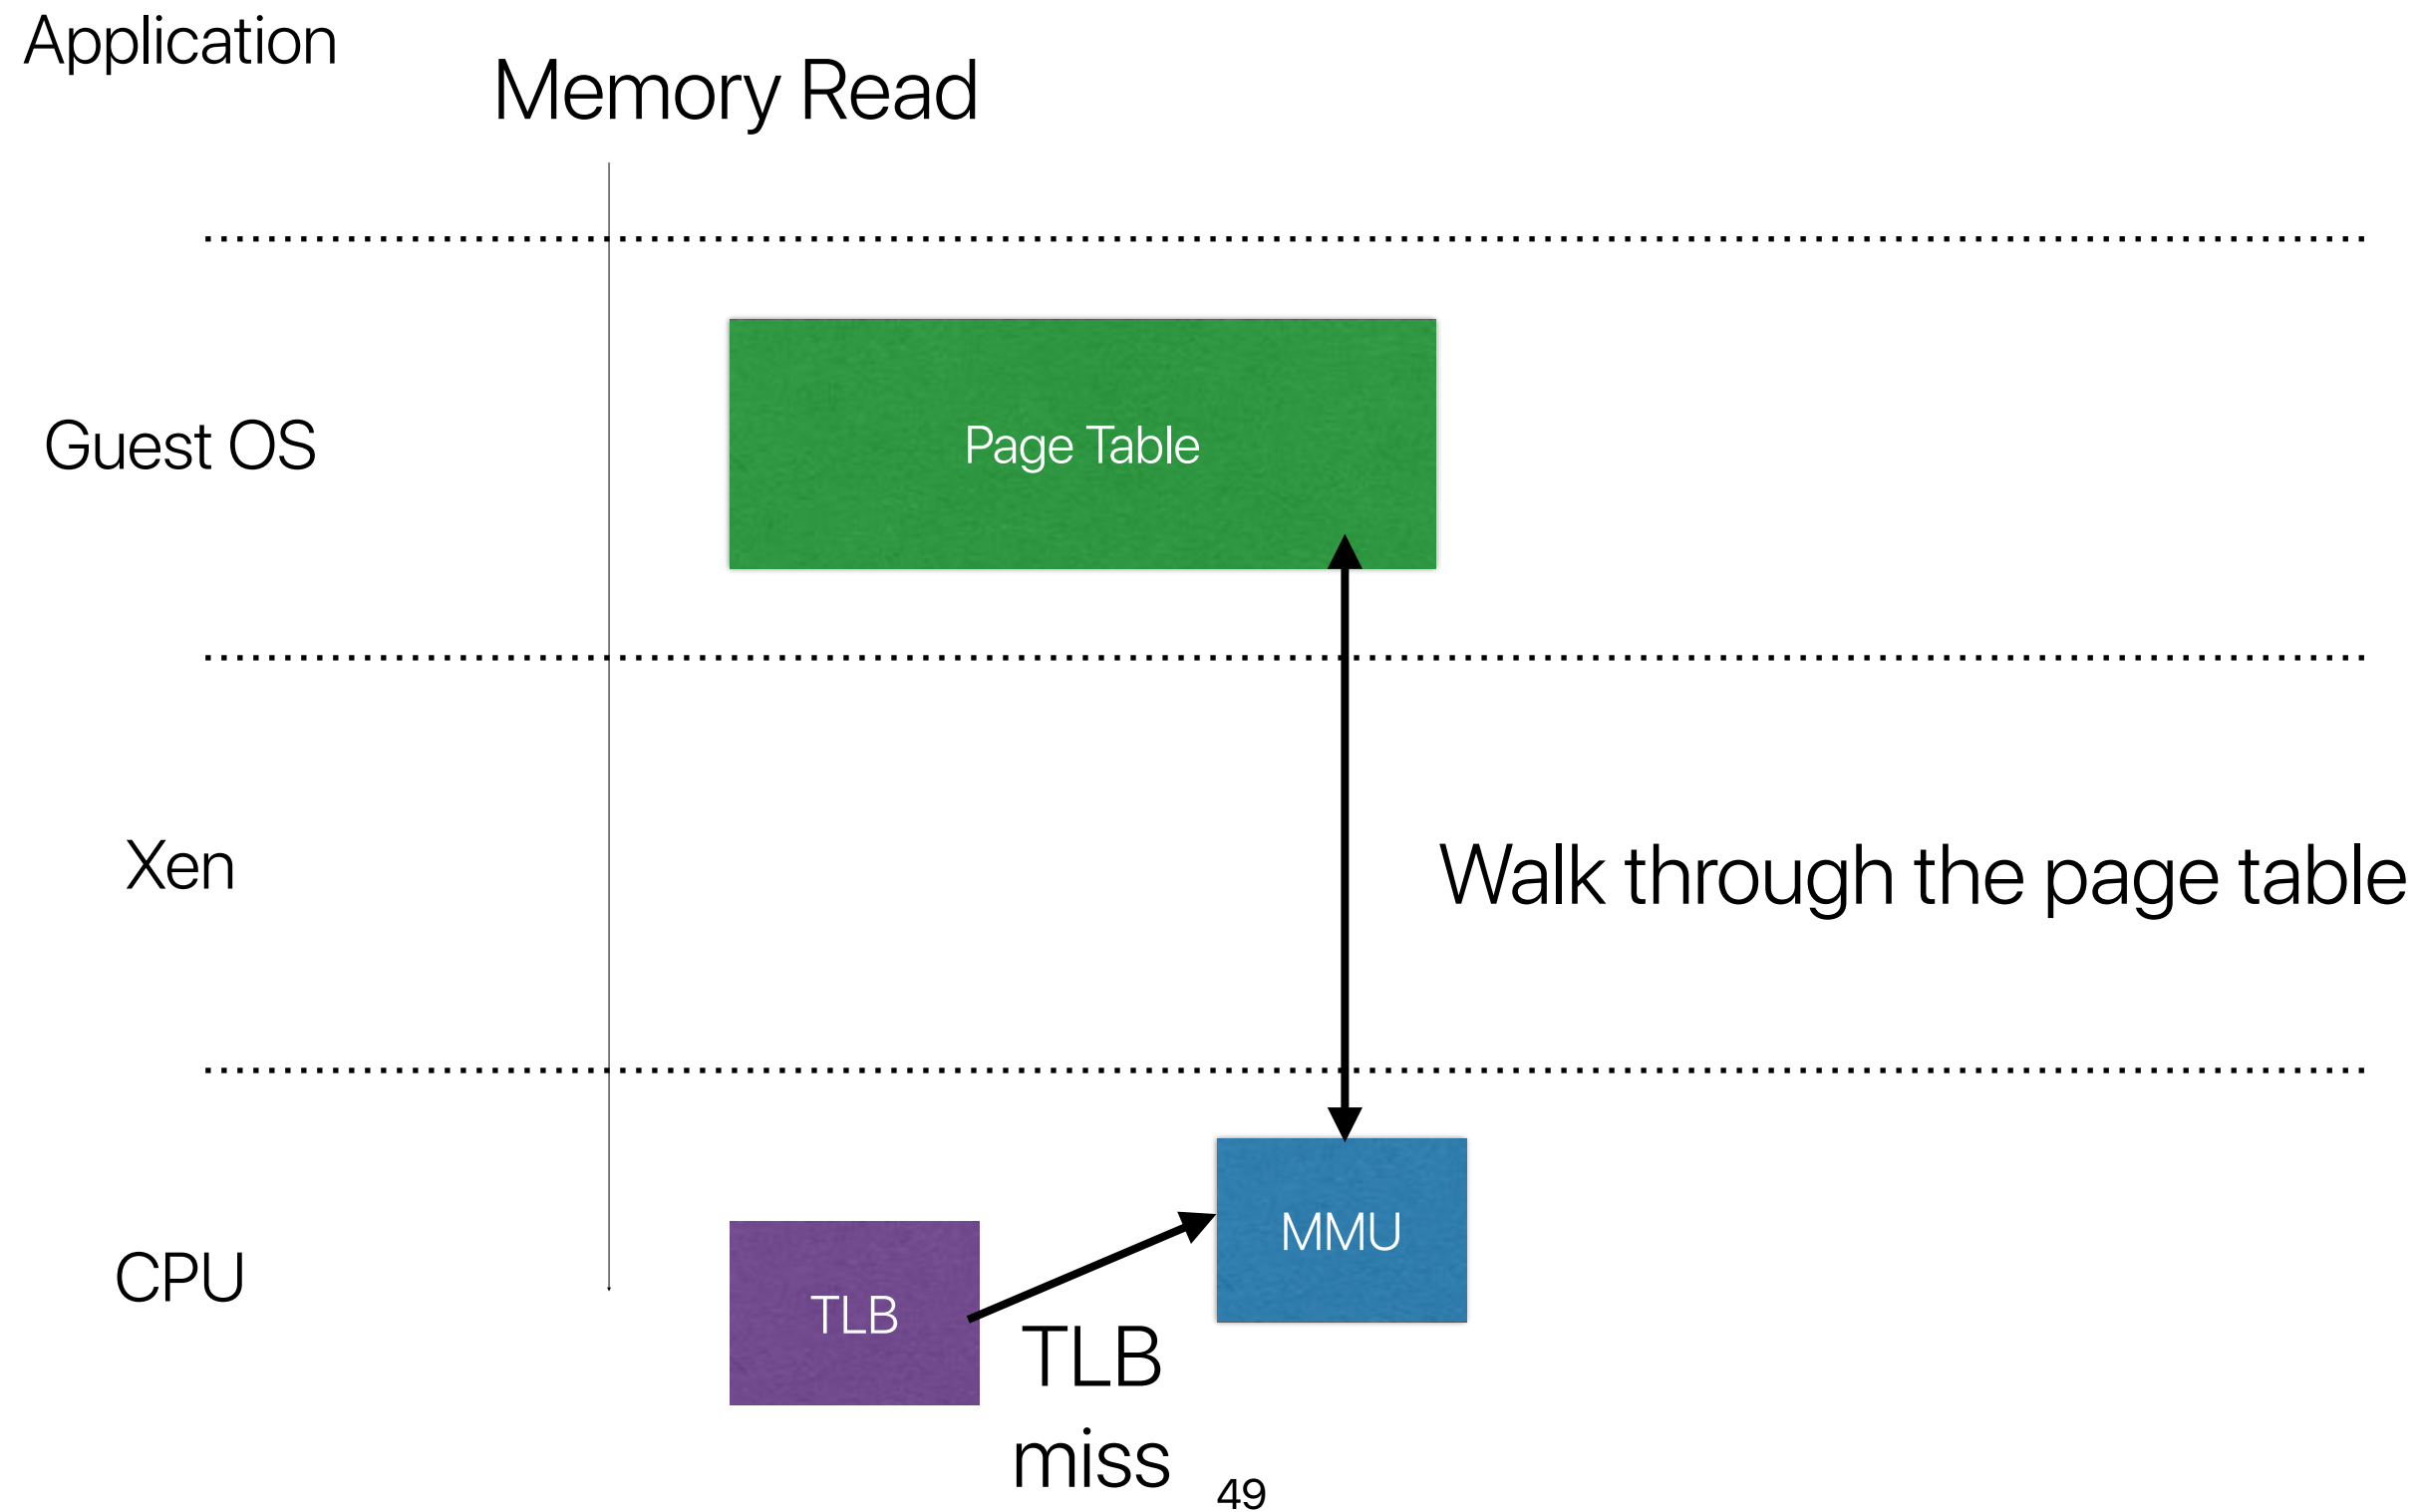 Application
Memory Read
Guest OS
Page Table
Xen
Walk through the page table
CPU
TLB
MMU
TLB
miss
49